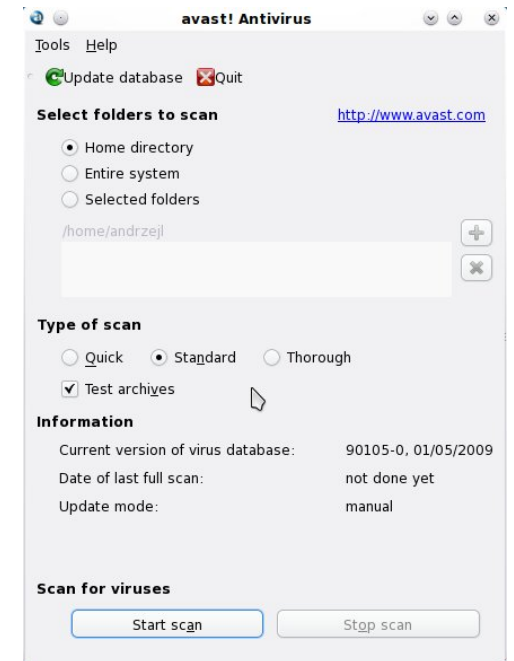 avast! Antivirus
Tools Help
Update database Quit
Select folders to scan http://www.avast.com
Home directory
Entire system
Selected folders
/home/andrzejl
Type of scan
Quick Standard Thorough
Test archives
Information
Current version of virus database: 90105-0, 01/05/2009
Date of last full scan: not done yet
Update mode: manual
Scan for viruses
Start scan Stop scan